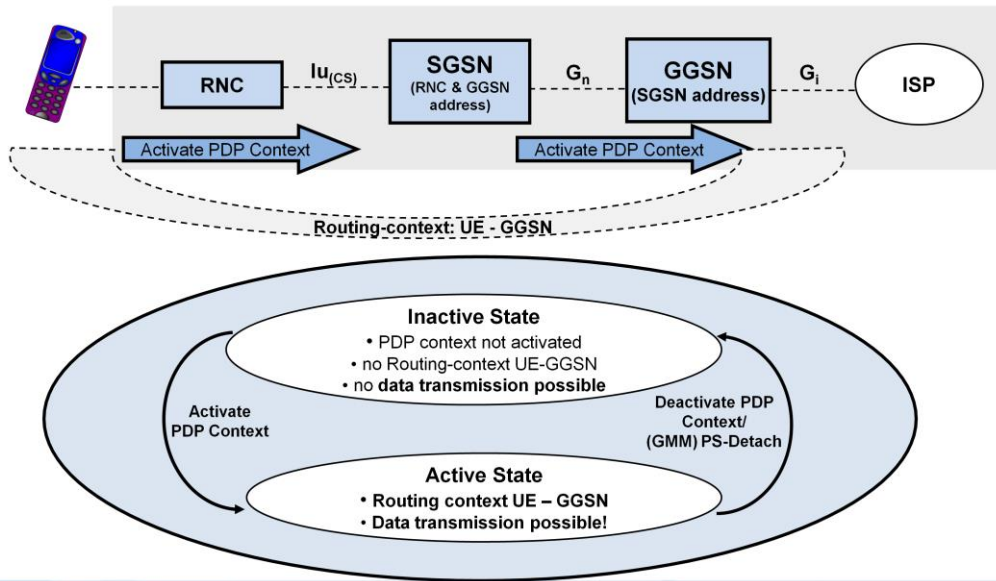 RNC
Iu(CS)
SGSN
(RNC & GGSN
address)
Gn
GGSN
(SGSN address)
Gi
ISP
Activate PDP Context
Activate PDP Context
Routing-context: UE - GGSN
Inactive State
• PDP context not activated
• no Routing-context UE-GGSN
• no data transmission possible
Activate
PDP Context
Deactivate PDP
Context/
(GMM) PS-Detach
Active State
• Routing context UE – GGSN
• Data transmission possible!